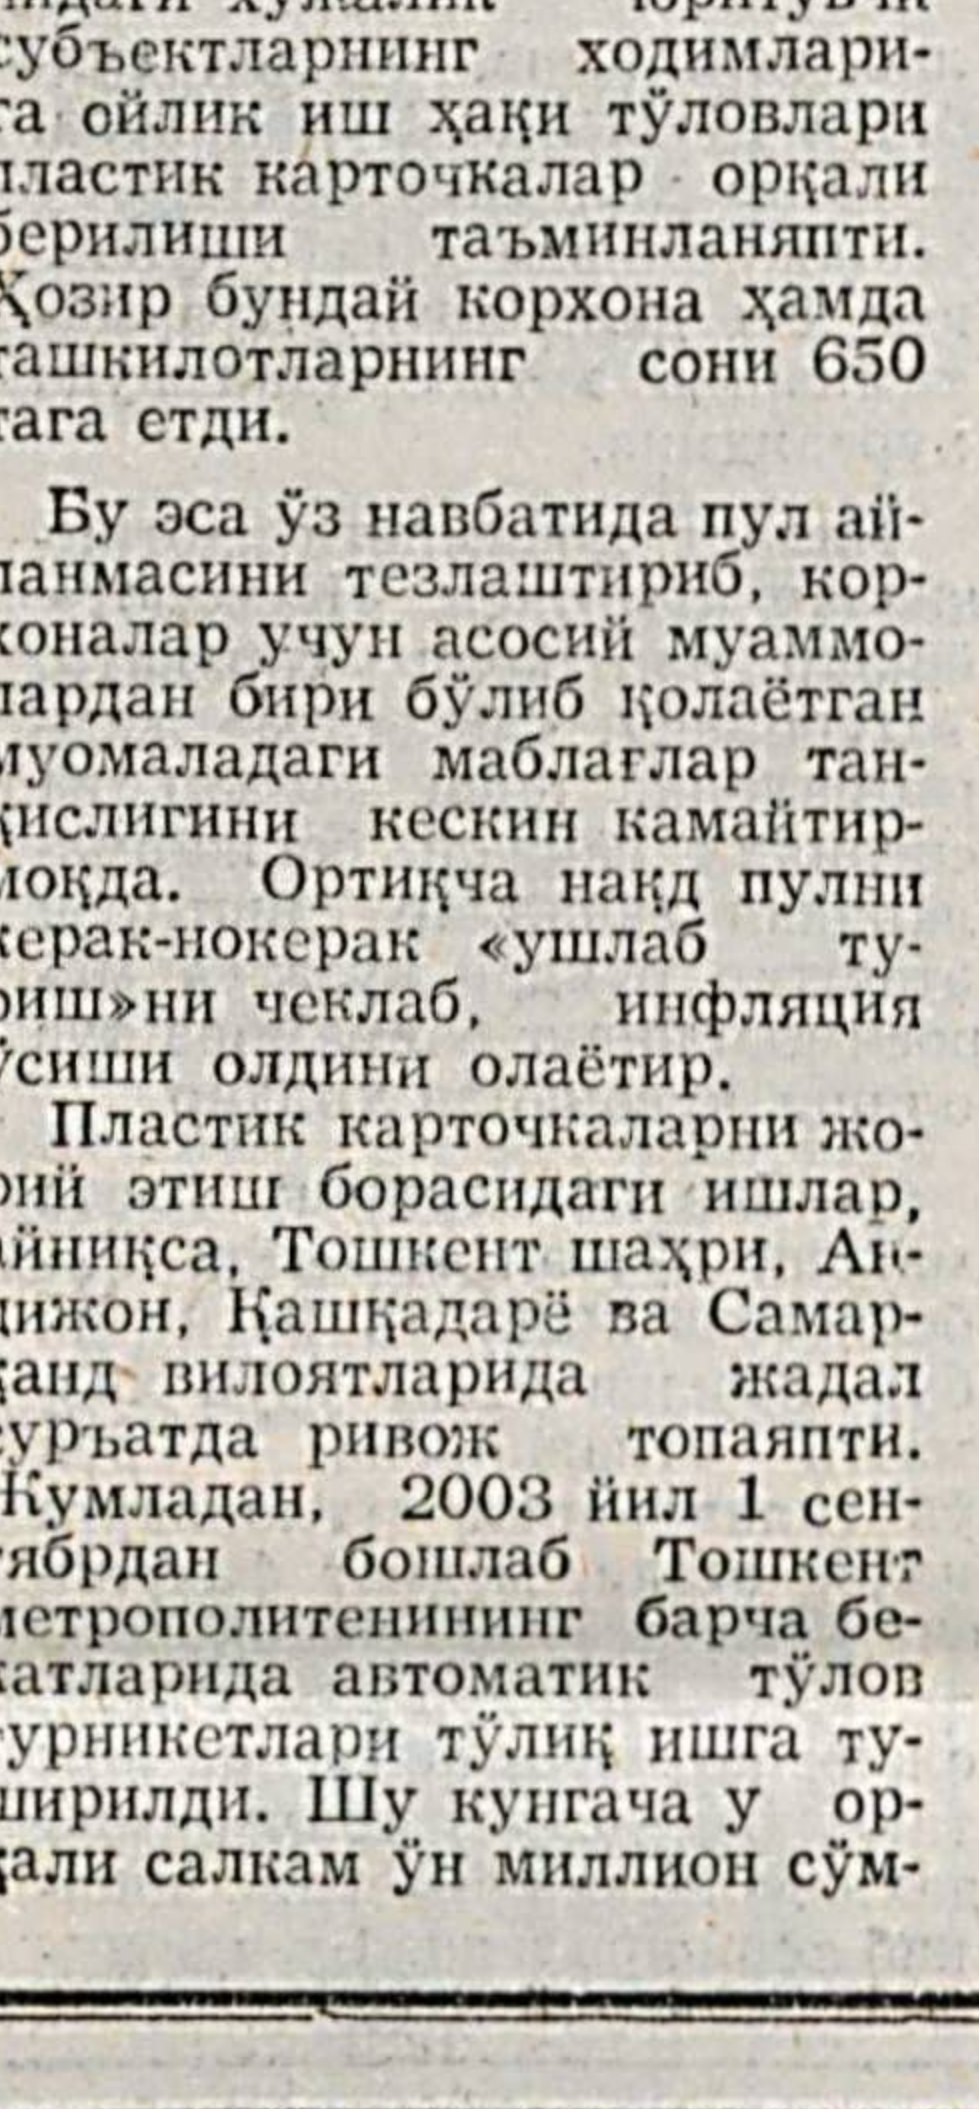 хўжалик юритувчи
субъектларнинг ходимлари-
га ойлик иш ҳақи тўловлари
пластик карточкалар орқали
берилиши таъминланяпти.
Ҳозир бундай корхона ҳамда
ташкилотларнинг сони 650
тага етди.
Бу эса ўз навбатида пул ай-
ланмасини тезлаштириб, кор-
хоналар учун асосий муаммо-
лардан бири бўлиб қолаётган
муомаладаги маблағлар тан-
қислигини кескин камайтир-
моқда. Ортиқча нақд пулни
керак-нокерак «ушлаб ту-
риш»ни чеклаб, инфляция
ўсиши олдини олаётир.
Пластик карточкаларни жо-
рий этиш борасидаги ишлар,
айниқса, Тошкент шаҳри, Ан-
дижон, Қашқадарё ва Самар-
қанд вилоятларида жадал
суръатда ривож топаяпти.
Жумладан, 2003 йил 1 сен-
тябрдан бошлаб Тошкент
метрополитенининг барча бе-
катларида автоматик тўлов
турникетлари тўлиқ ишга ту-
ширилди. Шу кунгача у ор-
қали салкам ўн миллион сўм-